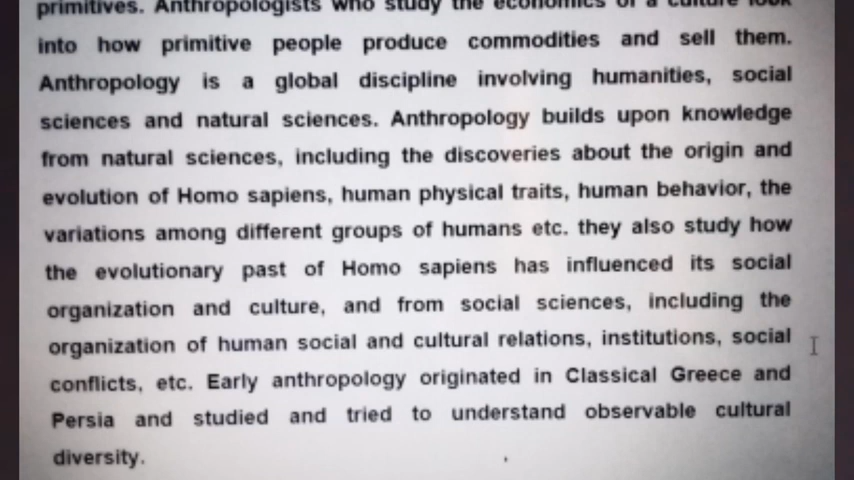 primitives. Anthropologists who study the economics of a culture look
into how primitive people produce commodities and sell them.
Anthropology is a global discipline involving humanities, social
sciences and natural sciences. Anthropology builds upon knowledge
from natural sciences, including the discoveries about the origin and
evolution of Homo sapiens, human physical traits, human behavior, the
variations among different groups of humans etc. they also study how
the evolutionary past of Homo sapiens has influenced its social
organization and culture, and from social sciences, including the
organization of human social and cultural relations, institutions, social
conflicts, etc. Early anthropology originated in Classical Greece and
Persia and studied and tried to understand observable cultural
diversity.